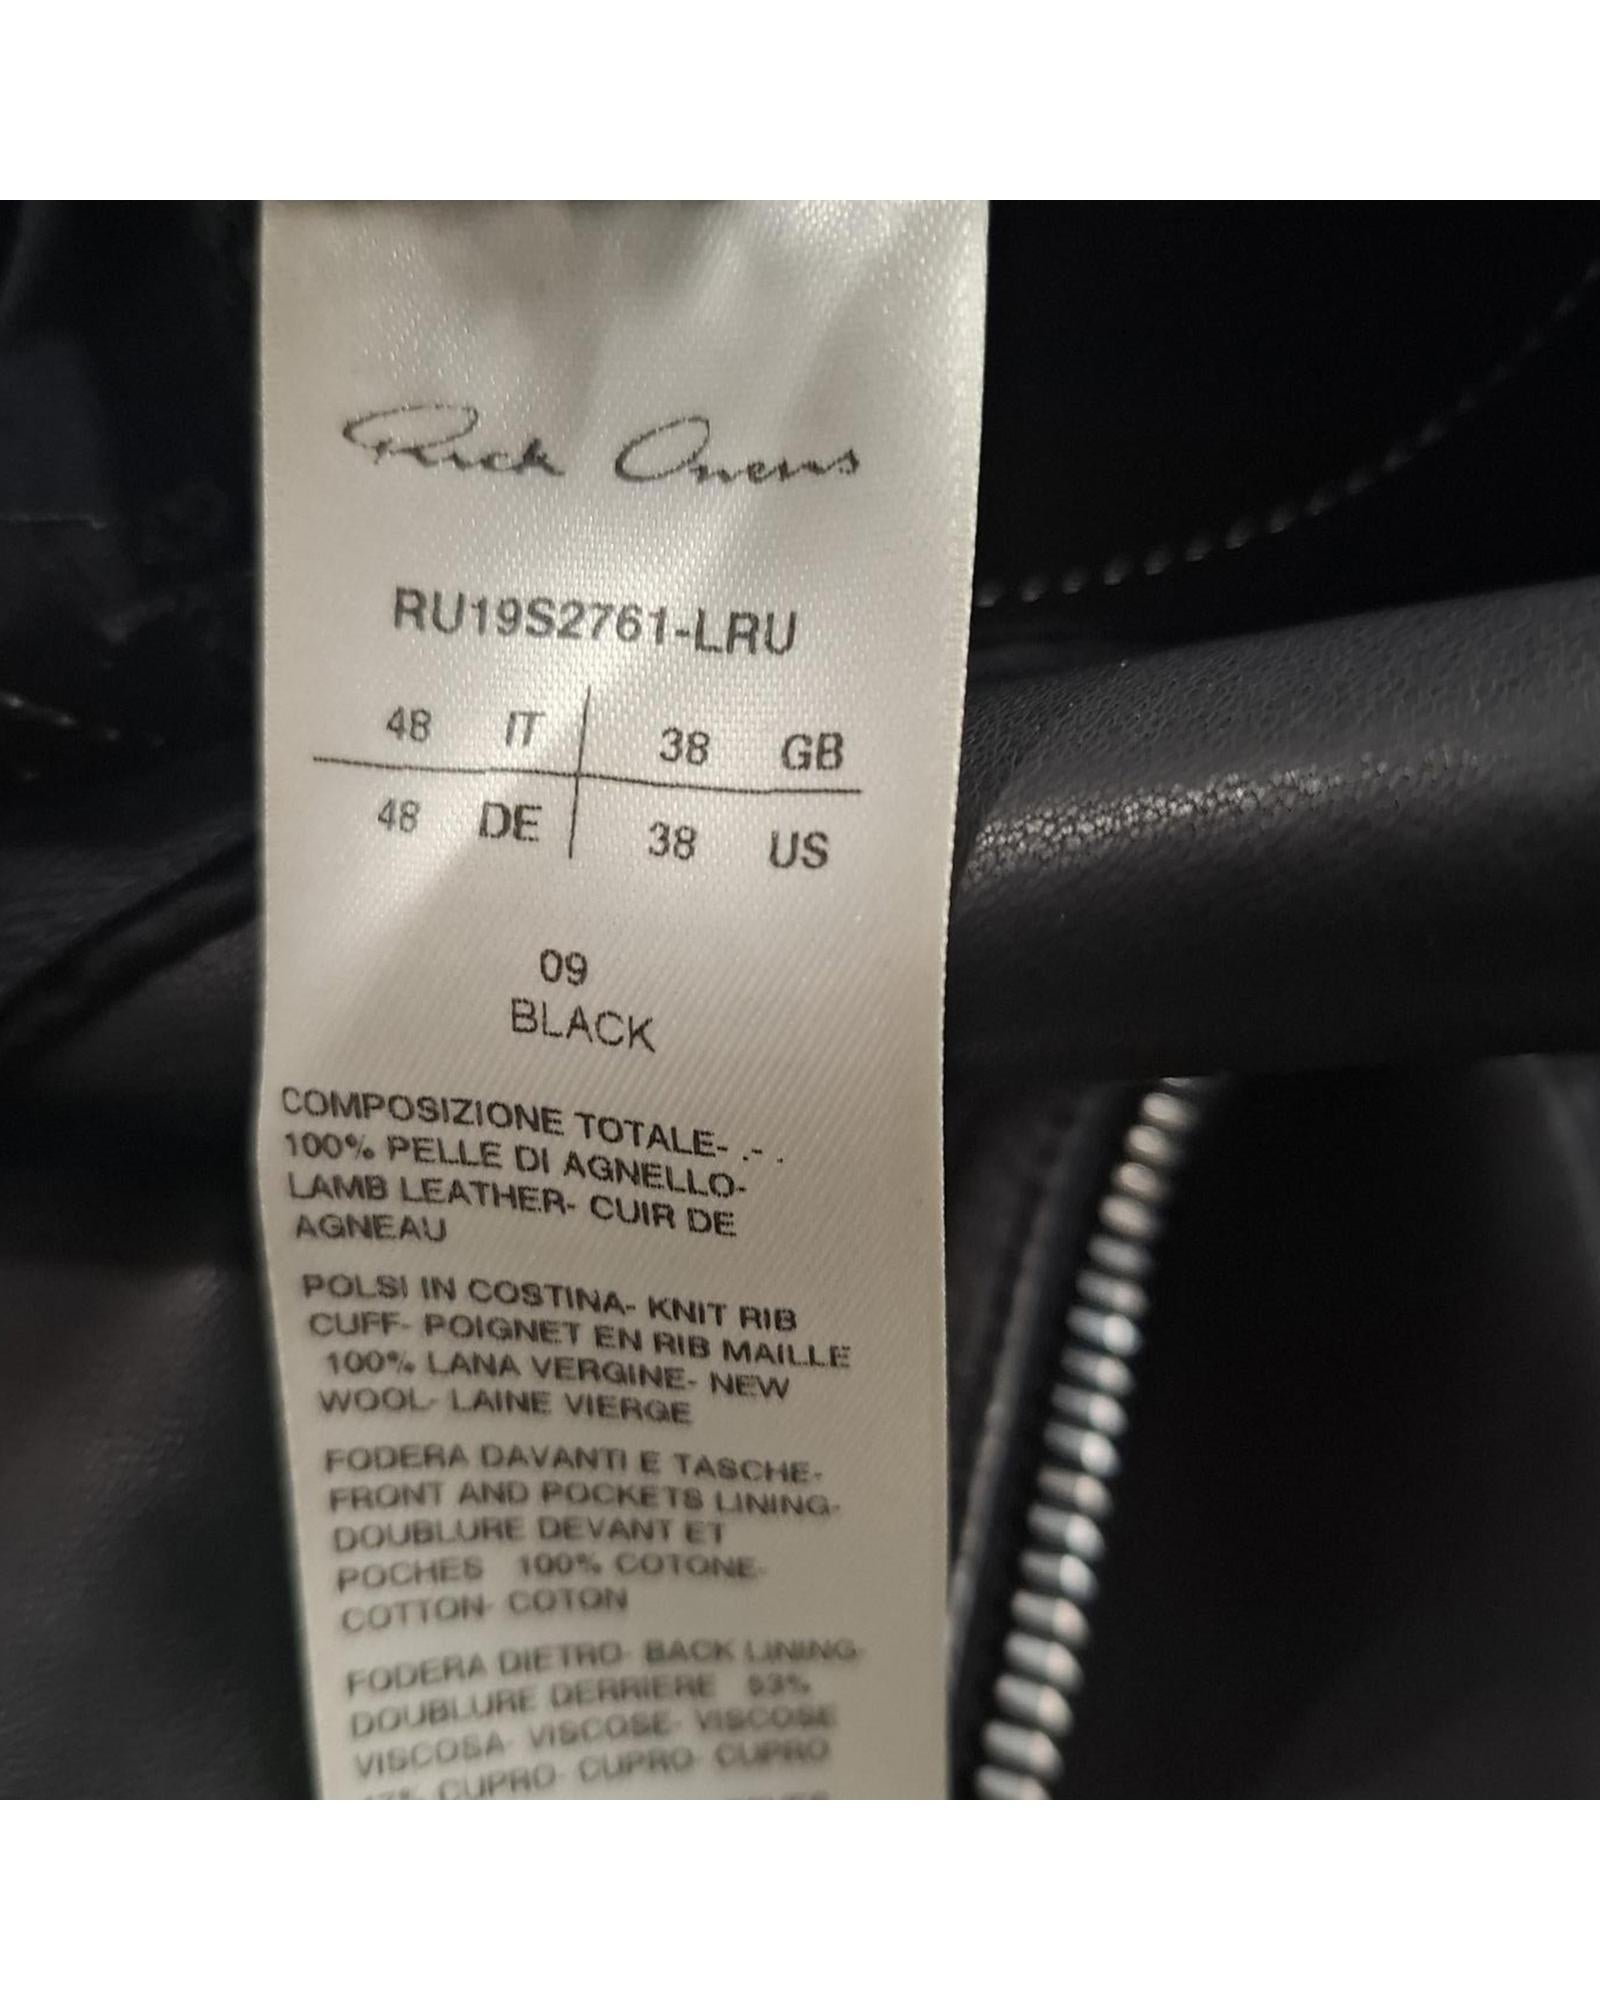 Rick Owens
RU19S2761-LRU
48 IT 38 GB
48 DE 38 US
09
BLACK
COMPOSIZIONE TOTALE- .- .
100% PELLE DI AGNELLO-
LAMB LEATHER- CUIR DE
AGNEAU
POLSI IN COSTINA- KNIT RIB
CUFF- POIGNET EN RIB MAILLE
100% LANA VERGINE- NEW
WOOL- LAINE VIERGE
FODERA DAVANTI E TASCHE-
FRONT AND POCKETS LINING-
DOUBLURE DEVANT ET
POCHES 100% COTONE-
COTTON- COTON
FODERA DIETRO- BACK LINING-
DOUBLURE DERRIERE 53%
VISCOSA- VISCOSE- VISCOSE
CUPRO- CUPRO- CUPRO